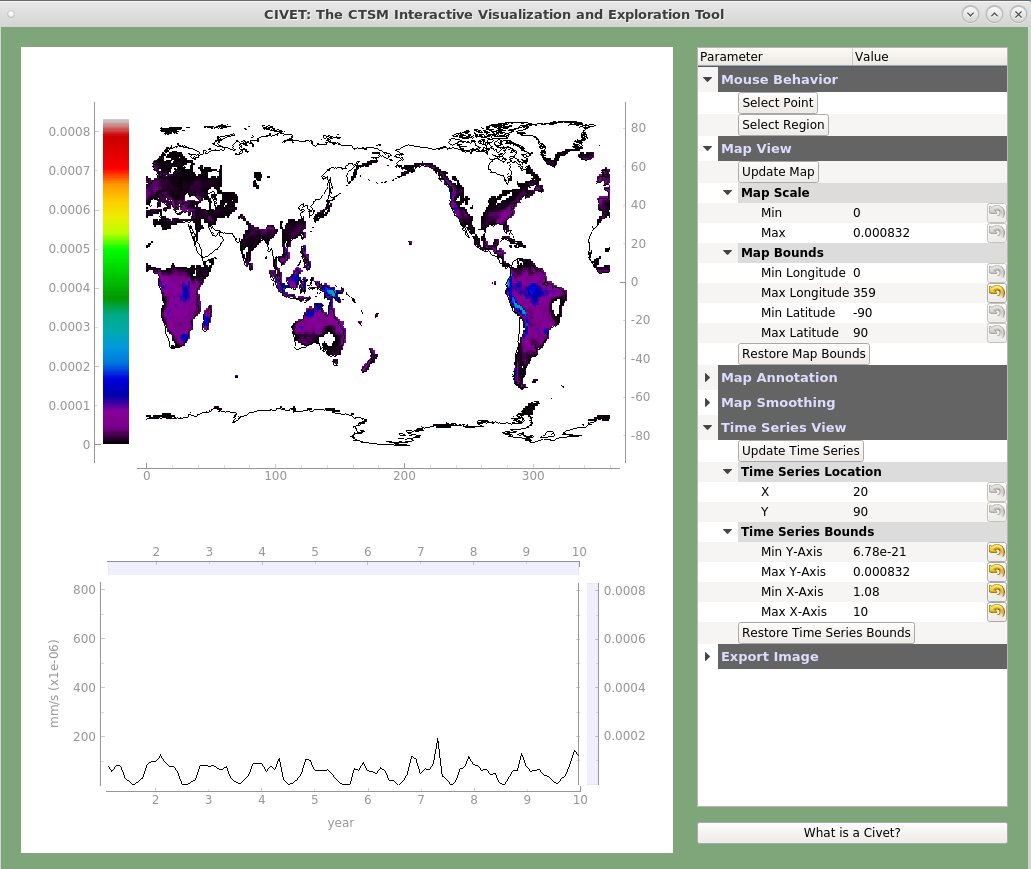 CIVET: The CTSM Interactive Visualization and Exploration Tool
0.0008
0.0007
0.0006
0.0005
0.0004
0.0003
0.0002
0.0001
0
80
60
40
20
0
-20
-40
-60
-80
0 100 200 300
2 3 4 5 6 7 8 9 10
800
600
400
200
mm/s (x1e-06)
0.0008
0.0006
0.0004
0.0002
2 3 4 5 6 7 8 9 10
year
Parameter Value
Mouse Behavior
Select Point
Select Region
Map View
Update Map
Map Scale
Min 0
Max 0.000832
Map Bounds
Min Longitude 0
Max Longitude 359
Min Latitude -90
Max Latitude 90
Restore Map Bounds
Map Annotation
Map Smoothing
Time Series View
Update Time Series
Time Series Location
X 20
Y 90
Time Series Bounds
Min Y-Axis 6.78e-21
Max Y-Axis 0.000832
Min X-Axis 1.08
Max X-Axis 10
Restore Time Series Bounds
Export Image
What is a Civet?